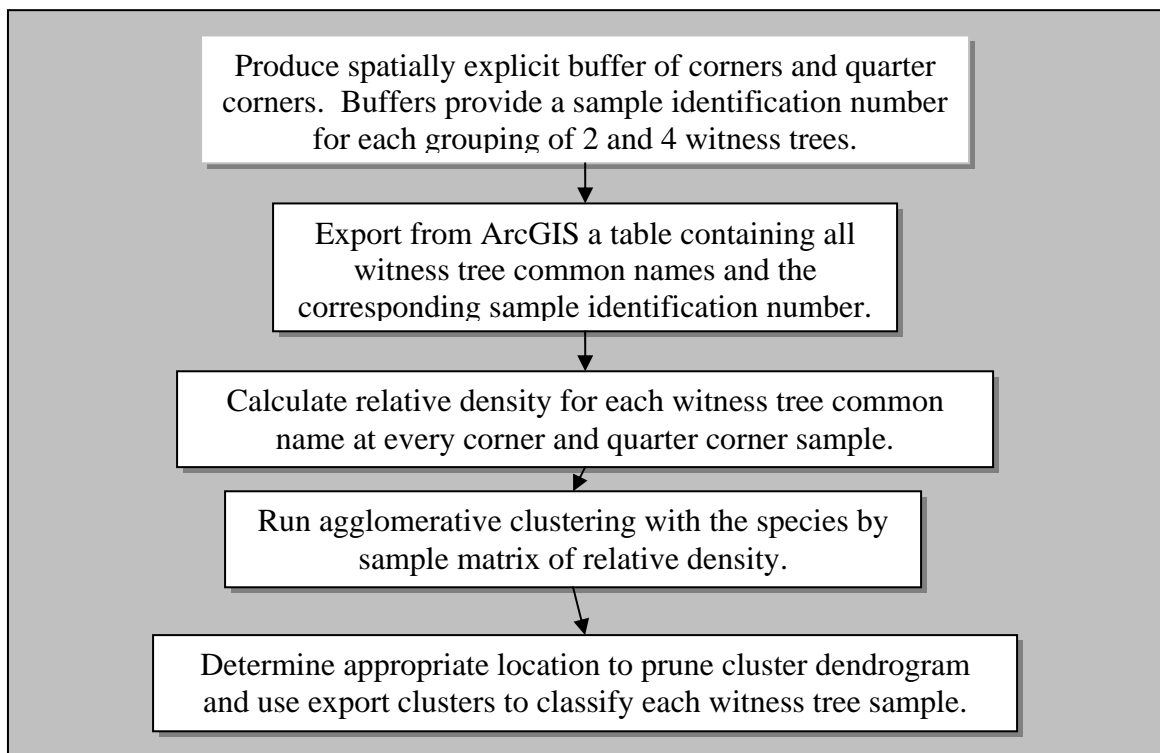 Produce spatially explicit buffer of corners and quarter
corners.  Buffers provide a sample identification number
for each grouping of 2 and 4 witness trees.
Export from ArcGIS a table containing all
witness tree common names and the
corresponding sample identification number.
Calculate relative density for each witness tree common
name at every corner and quarter corner sample.
Run agglomerative clustering with the species by
sample matrix of relative density.
Determine appropriate location to prune cluster dendrogram
and use export clusters to classify each witness tree sample.